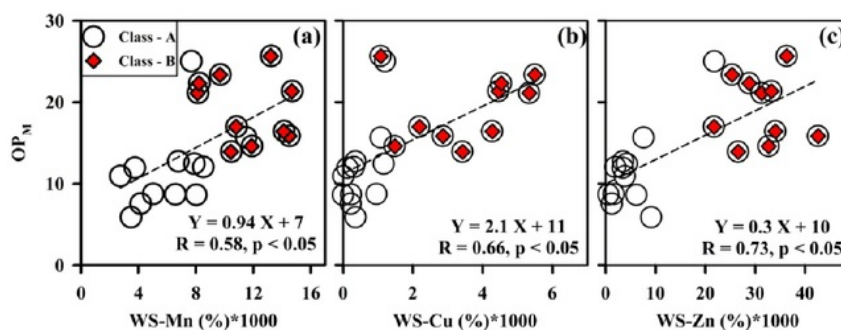 30
20
10
0
OPM
Class - A
Class - B
(a)
Y = 0.94 X + 7
R = 0.58, p < 0.05
0 4 8 12 16
WS-Mn (%)*1000
(b)
Y = 2.1 X + 11
R = 0.66, p < 0.05
0 2 4 6
WS-Cu (%)*1000
(c)
Y = 0.3 X + 10
R = 0.73, p < 0.05
0 10 20 30 40
WS-Zn (%)*1000